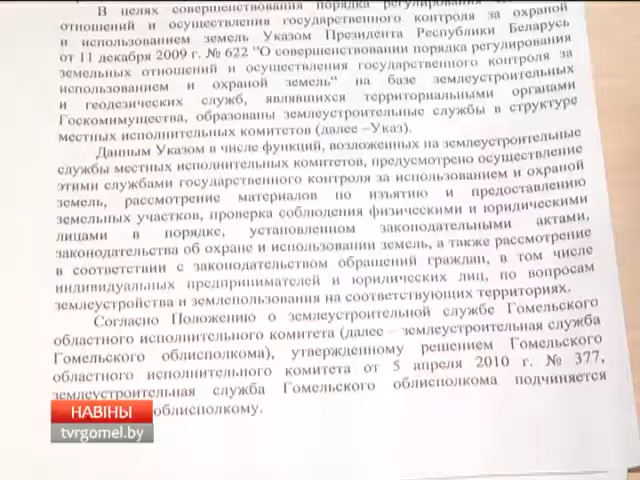 В целях совершенствования порядка регулирования
отношений и осуществления государственного контроля за охраной
и использованием земель Указом Президента Республики Беларусь
от 11 декабря 2009 г. № 622 "О совершенствовании порядка регулирования
земельных отношений и осуществления государственного контроля за
использованием и охраной земель" на базе землеустроительных
и геодезических служб, являвшихся территориальными органами
Госкомимущества, образованы землеустроительные службы в структуре
местных исполнительных комитетов (далее –Указ).
Данным Указом в числе функций, возложенных на землеустроительные
службы местных исполнительных комитетов, предусмотрено осуществление
этими службами государственного контроля за использованием и охраной
земель, рассмотрение материалов по изъятию и предоставлению
земельных участков, проверка соблюдения физическими и юридическими
лицами в порядке, установленном законодательными актами,
законодательства об охране и использовании земель, а также рассмотрение
в соответствии с законодательством обращений граждан, в том числе
индивидуальных предпринимателей и юридических лиц, по вопросам
землеустройства и землепользования на соответствующих территориях.
Согласно Положению о землеустроительной службе Гомельского
областного исполнительного комитета (далее – землеустроительная служба
Гомельского облисполкома), утвержденному решением Гомельского
областного исполнительного комитета от 5 апреля 2010 г. № 377,
землеустроительная служба Гомельского облисполкома подчиняется
облисполкому.
НАВІНЫ
tvrgomel.by